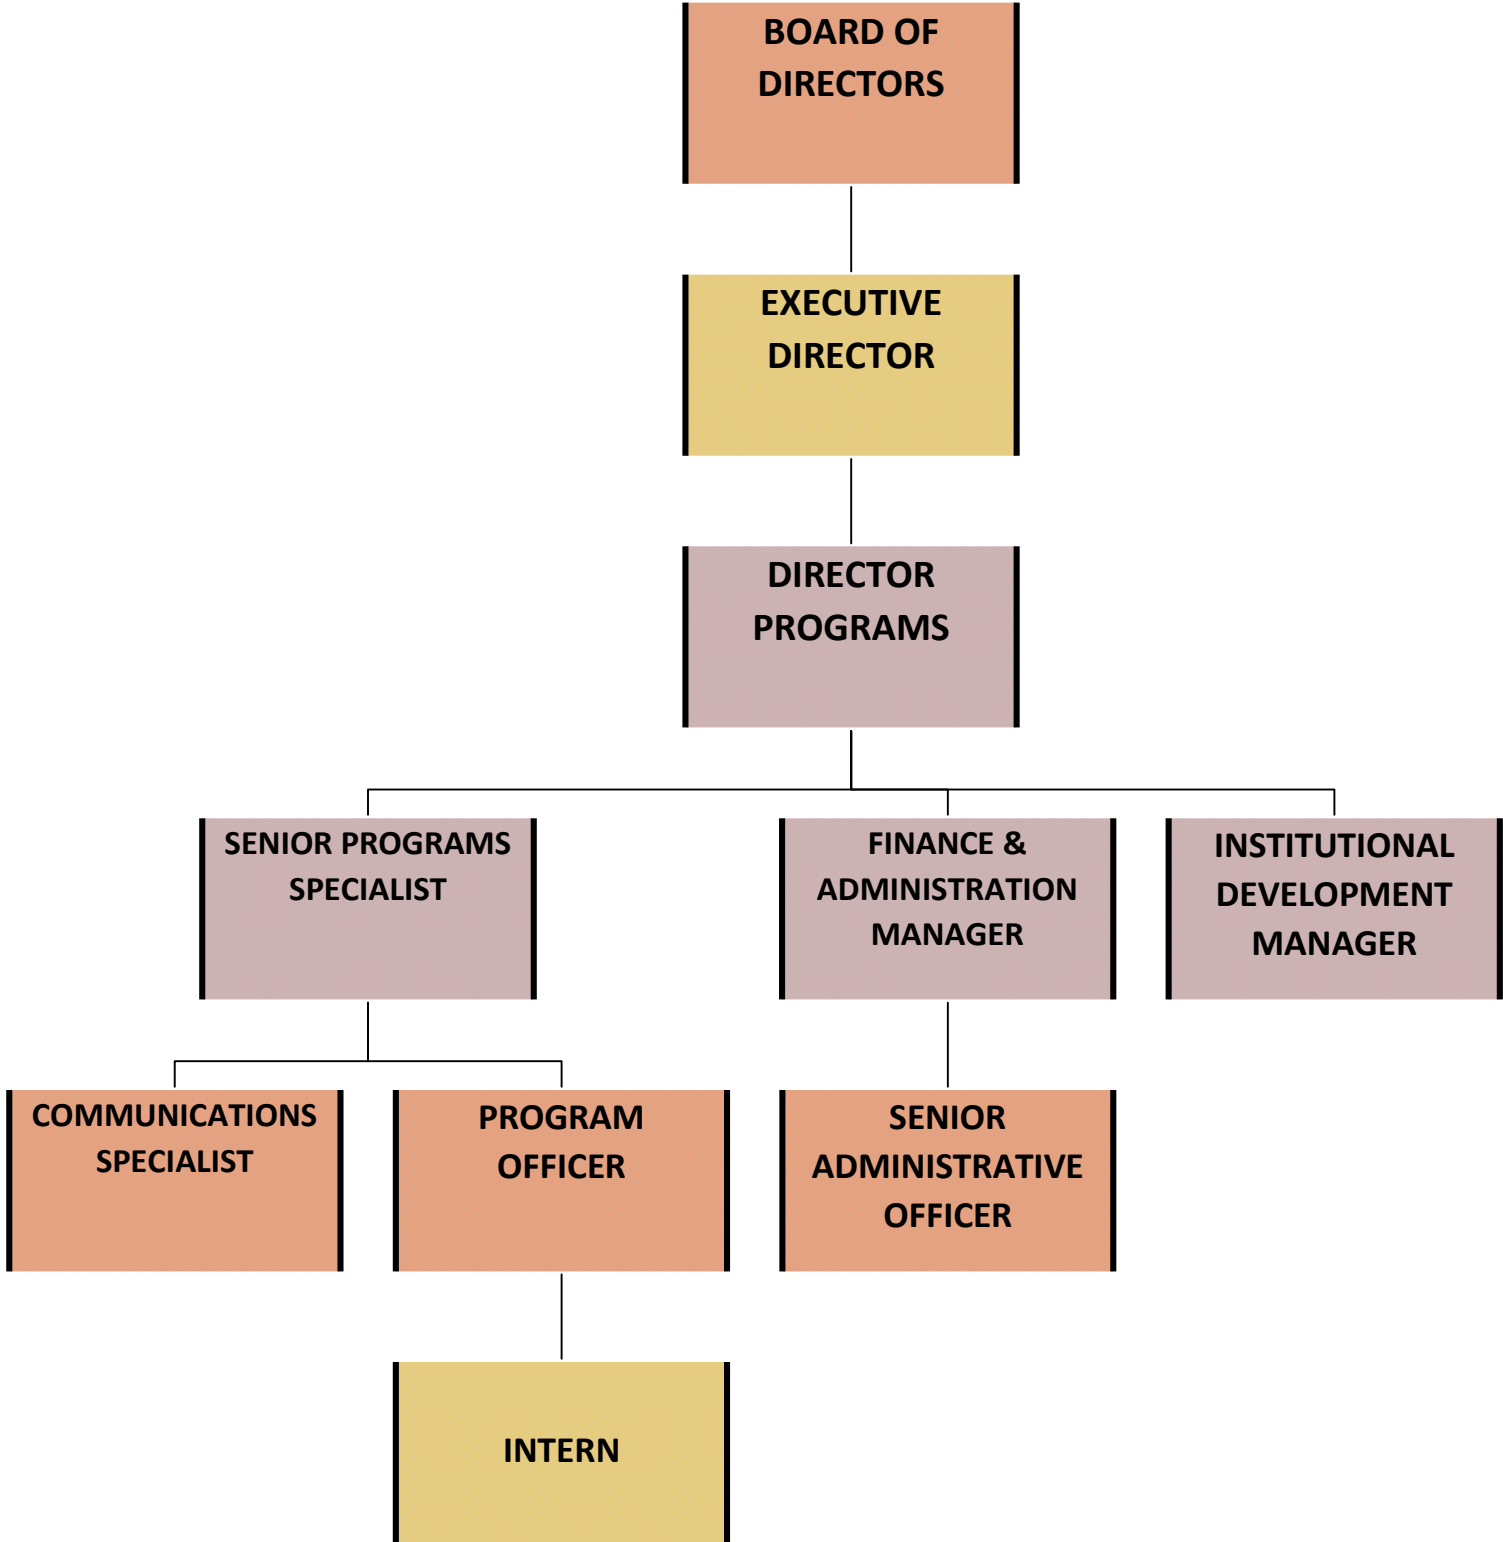 BOARD OF
DIRECTORS
EXECUTIVE
DIRECTOR
DIRECTOR
PROGRAMS
SENIOR PROGRAMS
SPECIALIST
FINANCE &
ADMINISTRATION
MANAGER
INSTITUTIONAL
DEVELOPMENT
MANAGER
COMMUNICATIONS
SPECIALIST
PROGRAM
OFFICER
SENIOR
ADMINISTRATIVE
OFFICER
INTERN